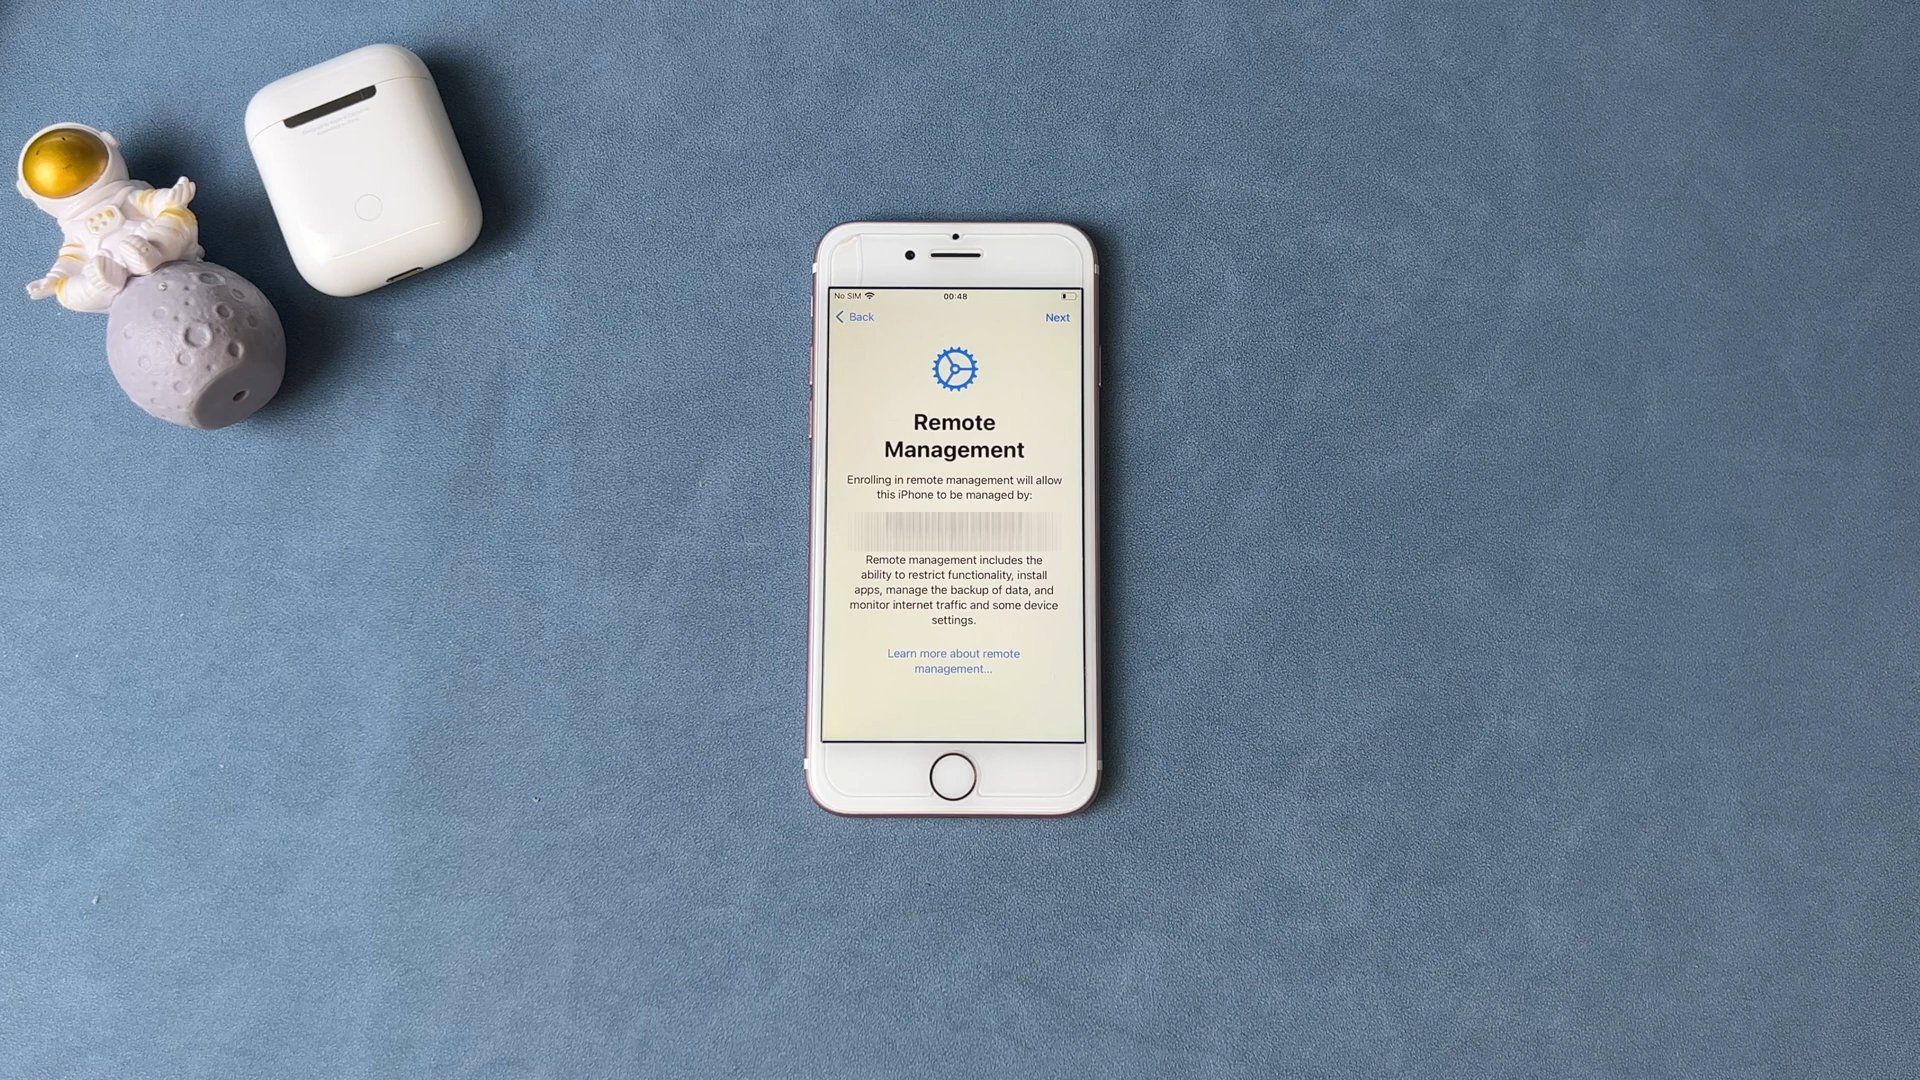 No SIM 00:48
Back Next
Remote
Management
Enrolling in remote management will allow
this iPhone to be managed by:
Remote management includes the
ability to restrict functionality, install
apps, manage the backup of data, and
monitor internet traffic and some device
settings.
Learn more about remote
management...